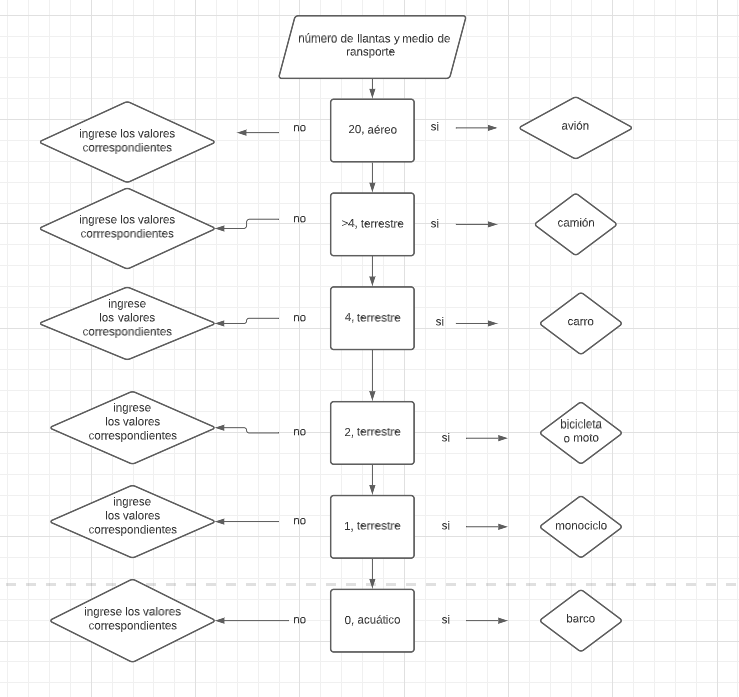 número de llantas y medio de
ransporte
ingrese los valores
correspondientes
no
20, aéreo
si
avión
ingrese los valores
corrrespondientes
no
>4, terrestre
si
camión
ingrese
los valores
correspondientes
no
4, terrestre
si
carro
ingrese
los valores
correspondientes
no
2, terrestre
si
bicicleta
o moto
ingrese
los valores
correspondientes
no
1, terrestre
si
monociclo
ingrese los valores
correspondientes
no
0, acuático
si
barco